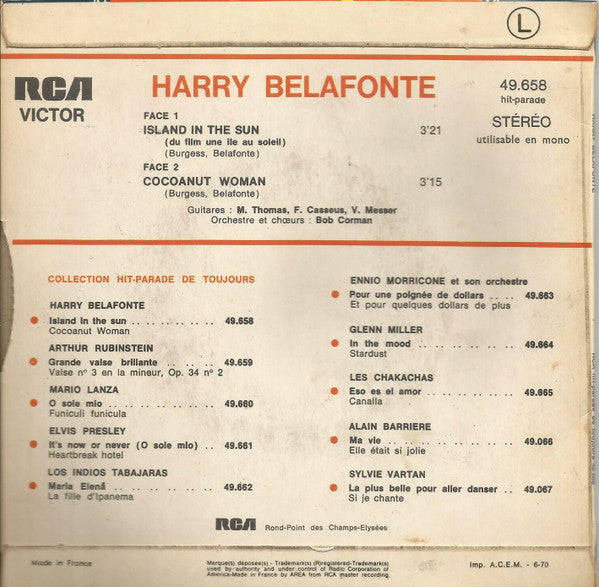 L
RCA
VICTOR
HARRY BELAFONTE
49.658
hit-parade
STÉRÉO
utilisable en mono
FACE 1
ISLAND IN THE SUN 3'21
(du film une île au soleil)
(Burgess, Belafonte)
FACE 2
COCOANUT WOMAN 3'15
(Burgess, Belafonte)
Guitares : M. Thomas, F. Casseus, V. Messer
Orchestre et chœurs : Bob Corman
COLLECTION HIT-PARADE DE TOUJOURS
HARRY BELAFONTE
Island in the sun .. .. .. .. .. .. 49.658
Cocoanut Woman
ARTHUR RUBINSTEIN
Grande valse brillante .. .. .. .. 49.659
Valse n° 3 en la mineur, Op. 34 n° 2
MARIO LANZA
O sole mio .. .. .. .. .. .. .. .. 49.660
Funiculi funicula
ELVIS PRESLEY
It's now or never (O sole mio) .. 49.661
Heartbreak hotel
LOS INDIOS TABAJARAS
Maria Elenâ .. .. .. .. .. .. .. 49.662
La fille d'Ipanema
ENNIO MORRICONE et son orchestre
Pour une poignée de dollars .. .. 49.663
Et pour quelques dollars de plus
GLENN MILLER
In the mood .. .. .. .. .. .. .. 49.664
Stardust
LES CHAKACHAS
Eso es el amor .. .. .. .. .. .. 49.665
Canalla
ALAIN BARRIERE
Ma vie .. .. .. .. .. .. .. .. .. 49.066
Elle était si jolie
SYLVIE VARTAN
La plus belle pour aller danser .. 49.067
Si je chante
RCA Rond-Point des Champs-Elysées
Made in France
Marque(s) déposée(s) - Trademark(s) (R)registered-Trademark(s)
used by authority and under control of Radio Corporation of
America-Made in France by AREA from RCA master recording.
Imp. A.C.E.M. - 6-70